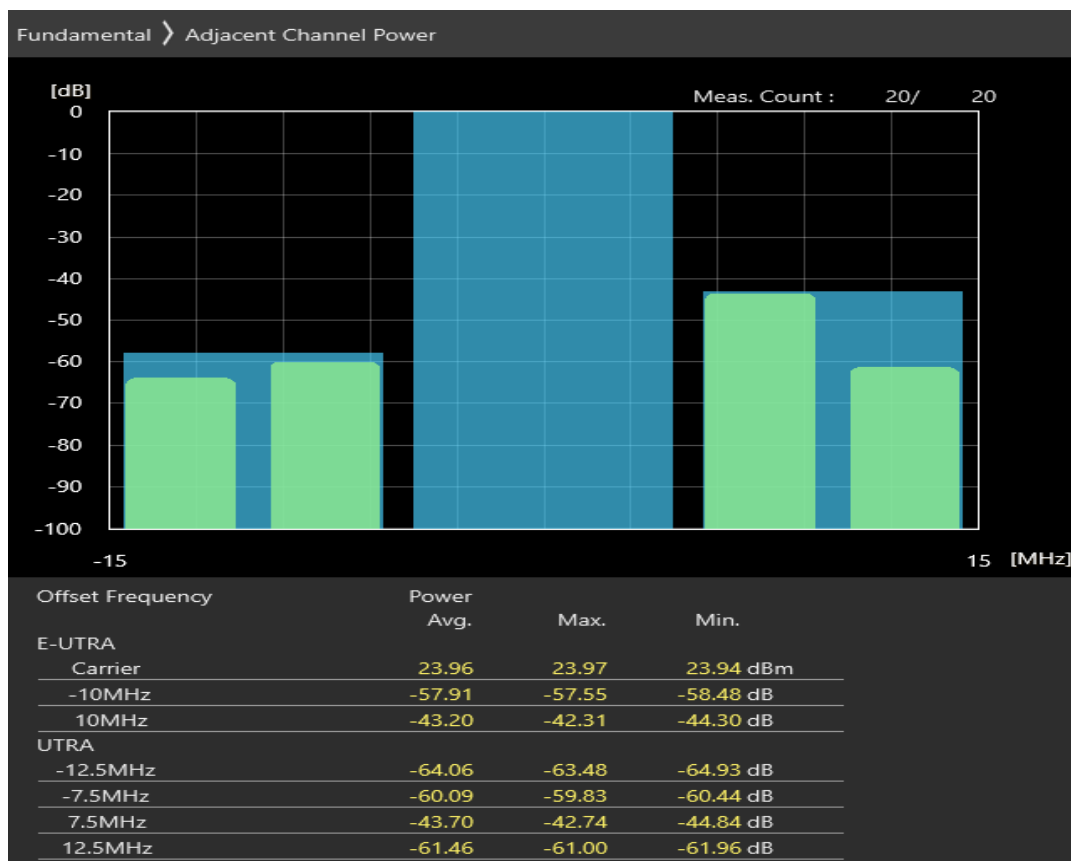 Fundamental ❯ Adjacent Channel Power
[dB]
Meas. Count : 20/ 20
0
-10
-20
-30
-40
-50
-60
-70
-80
-90
-100
-15 15 [MHz]
Offset Frequency Power
Avg. Max. Min.
E-UTRA
Carrier 23.96 23.97 23.94 dBm
-10MHz -57.91 -57.55 -58.48 dB
10MHz -43.20 -42.31 -44.30 dB
UTRA
-12.5MHz -64.06 -63.48 -64.93 dB
-7.5MHz -60.09 -59.83 -60.44 dB
7.5MHz -43.70 -42.74 -44.84 dB
12.5MHz -61.46 -61.00 -61.96 dB